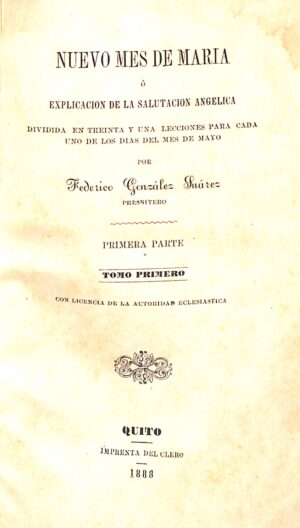 NUEVO MES DE MARIA
ó
EXPLICACION DE LA SALUTACION ANGELICA
DIVIDIDA EN TREINTA Y UNA LECCIONES PARA CADA
UNO DE LOS DIAS DEL MES DE MAYO
POR
Federico González Suárez
PRESBITERO
PRIMERA PARTE
TOMO PRIMERO
CON LICENCIA DE LA AUTORIDAD ECLESIASTICA
QUITO
IMPRENTA DEL CLERO
1888